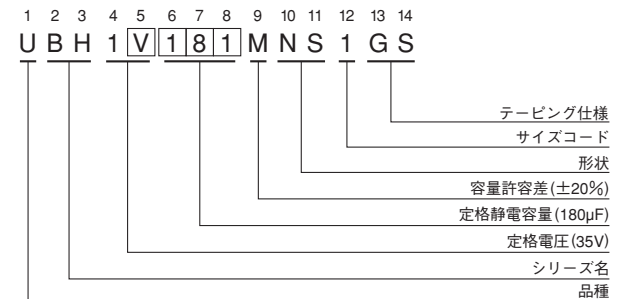 1 2 3 4 5 6 7 8 9 10 11 12 13 14
U B H 1 V 1 8 1 M N S 1 G S
テーピング仕様
サイズコード
形状
容量許容差(±20%)
定格静電容量(180µF)
定格電圧(35V)
シリーズ名
品種